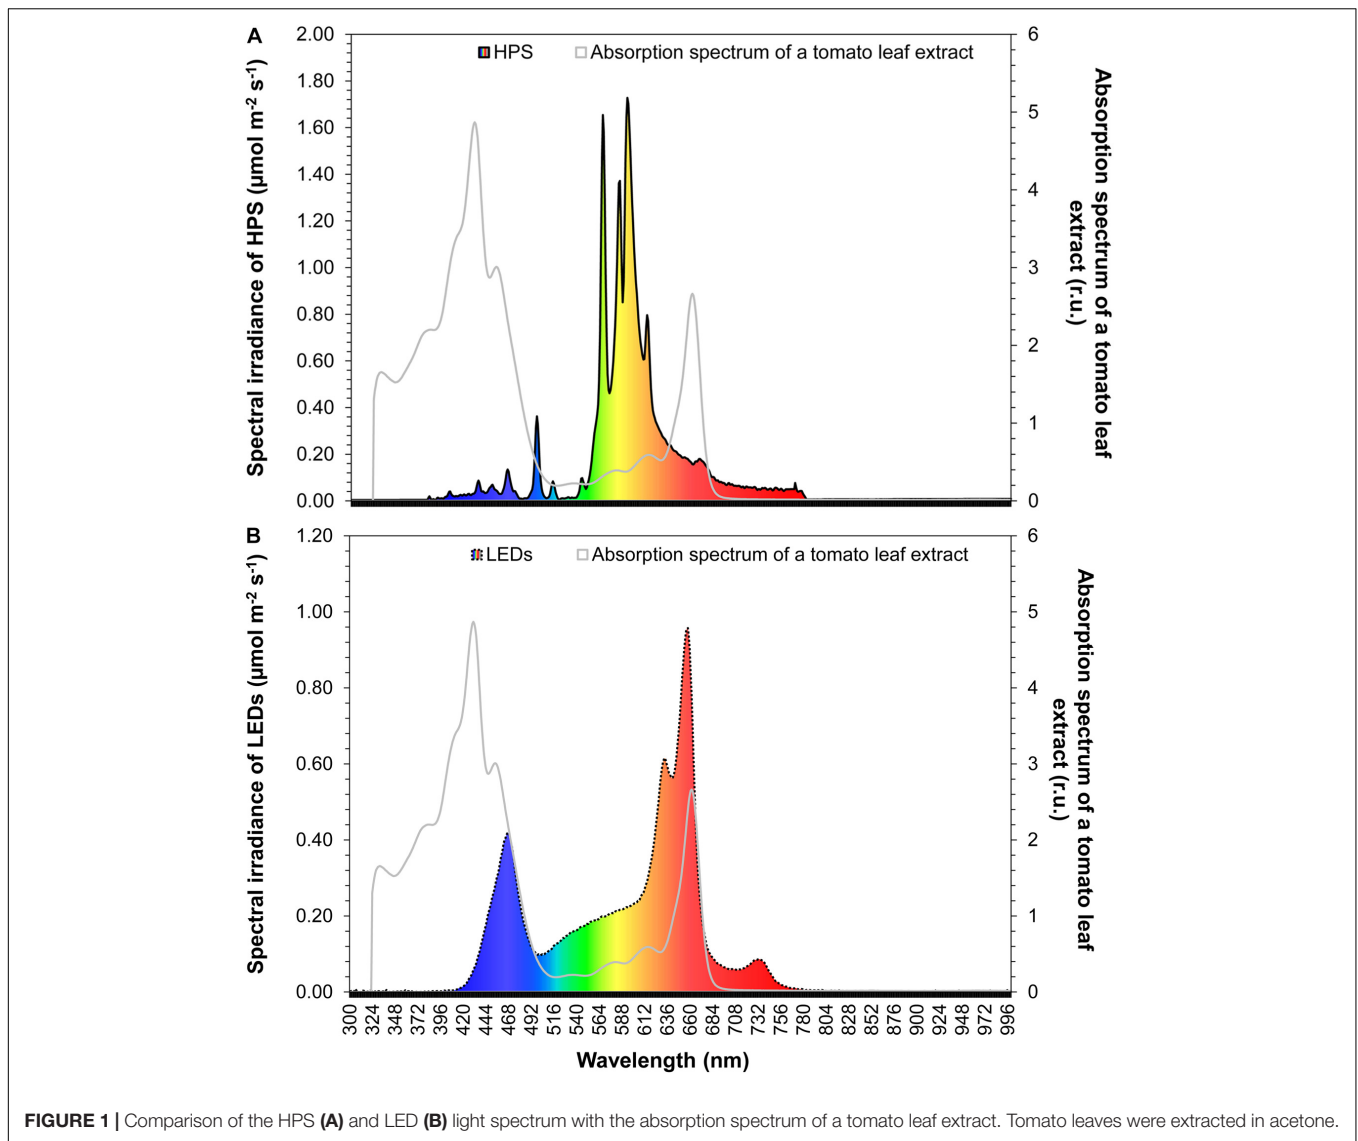 A
HPS
Absorption spectrum of a tomato leaf extract
Spectral irradiance of HPS (µmol m-2 s-1)
2.00
1.80
1.60
1.40
1.20
1.00
0.80
0.60
0.40
0.20
0.00
6
5
4
3
2
1
0
Absorption spectrum of a tomato leaf
extract (r.u.)
B
LEDs
Absorption spectrum of a tomato leaf extract
Spectral irradiance of LEDs (µmol m-2 s-1)
1.20
1.00
0.80
0.60
0.40
0.20
0.00
6
5
4
3
2
1
0
Absorption spectrum of a tomato leaf
extract (r.u.)
300 324 348 372 396 420 444 468 492 516 540 564 588 612 636 660 684 708 732 756 780 804 828 852 876 900 924 948 972 996
Wavelength (nm)
FIGURE 1 | Comparison of the HPS (A) and LED (B) light spectrum with the absorption spectrum of a tomato leaf extract. Tomato leaves were extracted in acetone.